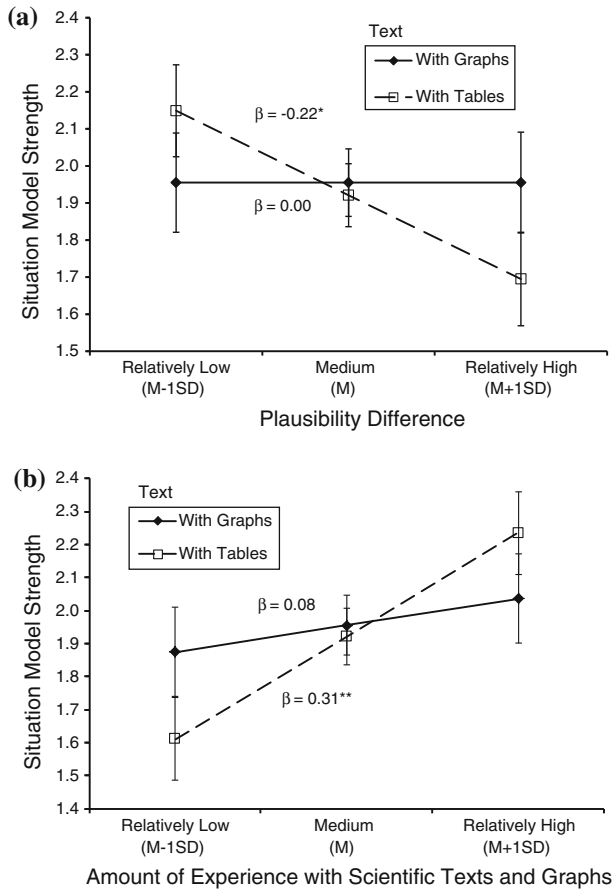 (a)
2.4
2.3
2.2
2.1
2.0
1.9
1.8
1.7
1.6
1.5
Situation Model Strength
Text
With Graphs
With Tables
β = -0.22*
β = 0.00
Relatively Low
(M-1SD)
Medium
(M)
Relatively High
(M+1SD)
Plausibility Difference
(b)
2.4
2.3
2.2
2.1
2.0
1.9
1.8
1.7
1.6
1.5
1.4
Situation Model Strength
Text
With Graphs
With Tables
β = 0.08
β = 0.31**
Relatively Low
(M-1SD)
Medium
(M)
Relatively High
(M+1SD)
Amount of Experience with Scientific Texts and Graphs